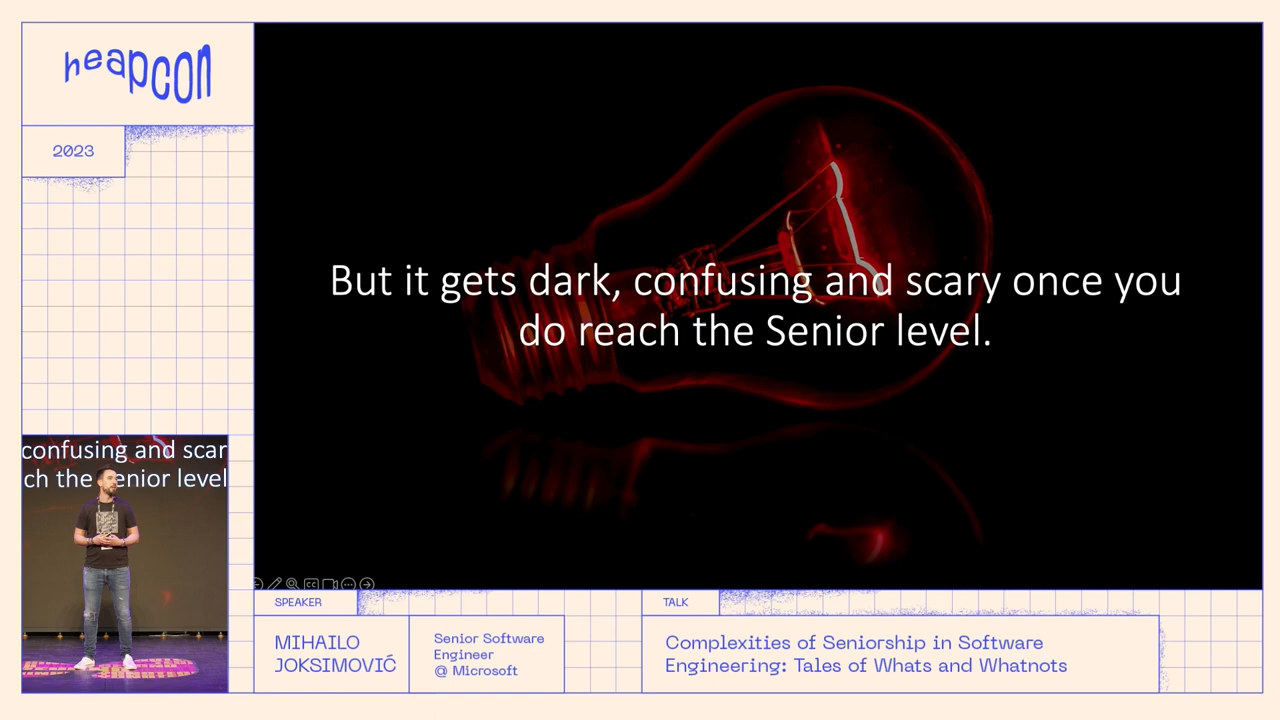 heapcon
2023
But it gets dark, confusing and scary once you
do reach the Senior level.
confusing and scar
ch the enior level
SPEAKER
MIHAILO
JOKSIMOVIĆ
Senior Software
Engineer
@ Microsoft
TALK
Complexities of Seniorship in Software
Engineering: Tales of Whats and Whatnots